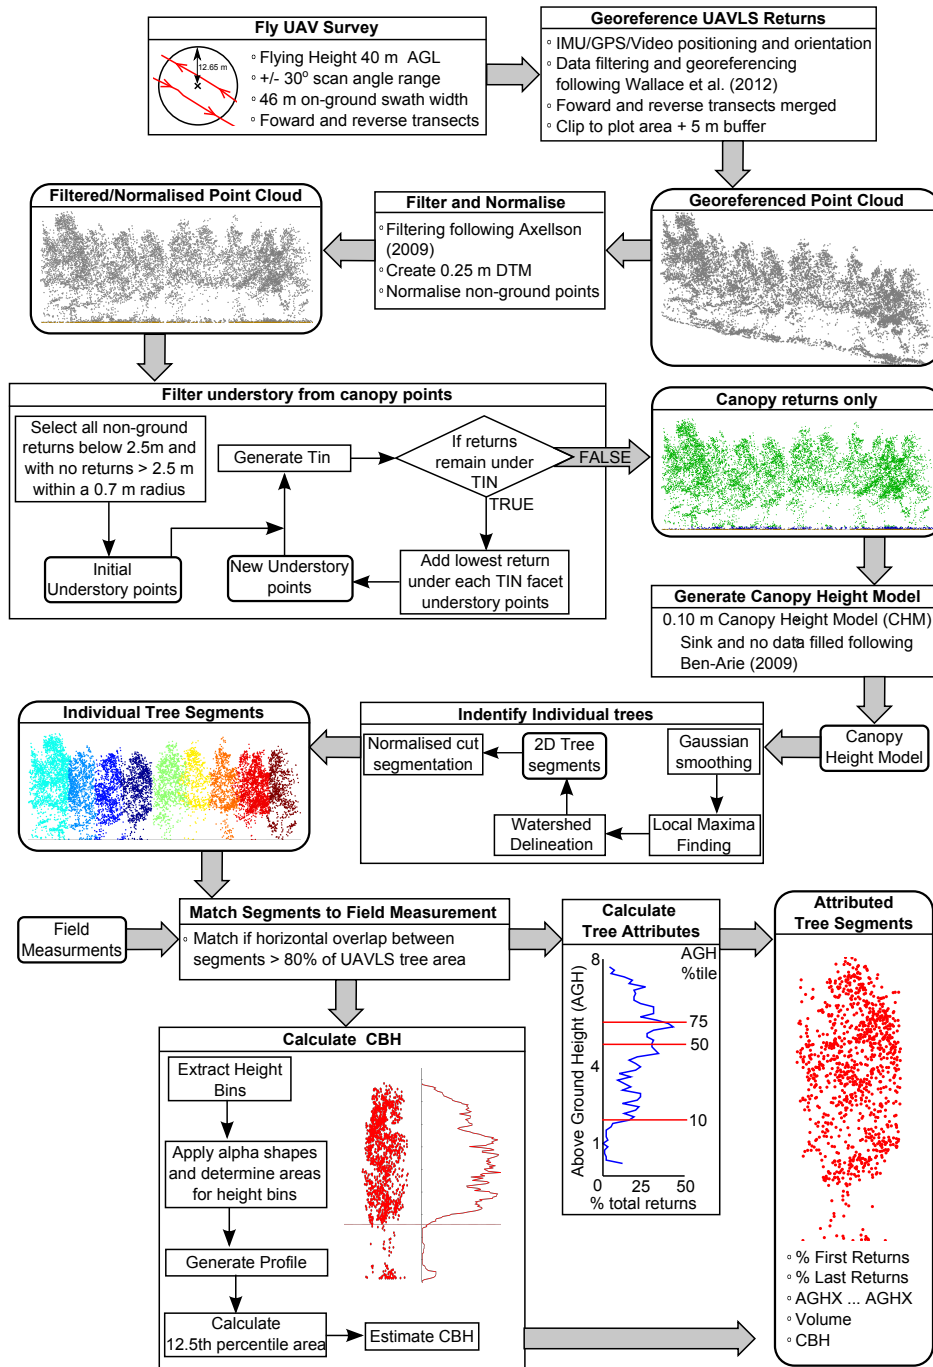 Fly UAV Survey
12.65 m
° Flying Height 40 m AGL
° +/- 30° scan angle range
° 46 m on-ground swath width
° Foward and reverse transects
Georeference UAVLS Returns
° IMU/GPS/Video positioning and orientation
° Data filtering and georeferencing
following Wallace et al. (2012)
° Foward and reverse transects merged
° Clip to plot area + 5 m buffer
Filtered/Normalised Point Cloud
Filter and Normalise
° Filtering following Axellson
(2009)
° Create 0.25 m DTM
° Normalise non-ground points
Georeferenced Point Cloud
Filter understory from canopy points
Select all non-ground
returns below 2.5m and
with no returns > 2.5 m
within a 0.7 m radius
Generate Tin
If returns
remain under
TIN
FALSE
TRUE
Initial
Understory points
New Understory
points
Add lowest return
under each TIN facet
understory points
Canopy returns only
Generate Canopy Height Model
0.10 m Canopy Height Model (CHM)
Sink and no data filled following
Ben-Arie (2009)
Canopy
Height Model
Indentify Individual trees
Gaussian
smoothing
Local Maxima
Finding
Watershed
Delineation
2D Tree
segments
Normalised cut
segmentation
Individual Tree Segments
Field
Measurments
Match Segments to Field Measurement
° Match if horizontal overlap between
segments > 80% of UAVLS tree area
Calculate
Tree Attributes
AGH
%tile
Above Ground Height (AGH)
8
4
1
0
75
50
10
0 25 50
% total returns
Calculate CBH
Extract Height
Bins
Apply alpha shapes
and determine areas
for height bins
Generate Profile
Calculate
12.5th percentile area
Estimate CBH
Attributed
Tree Segments
° % First Returns
° % Last Returns
° AGHX ... AGHX
° Volume
° CBH